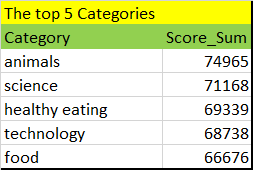 The top 5 Categories
Category Score_Sum
animals 74965
science 71168
healthy eating 69339
technology 68738
food 66676